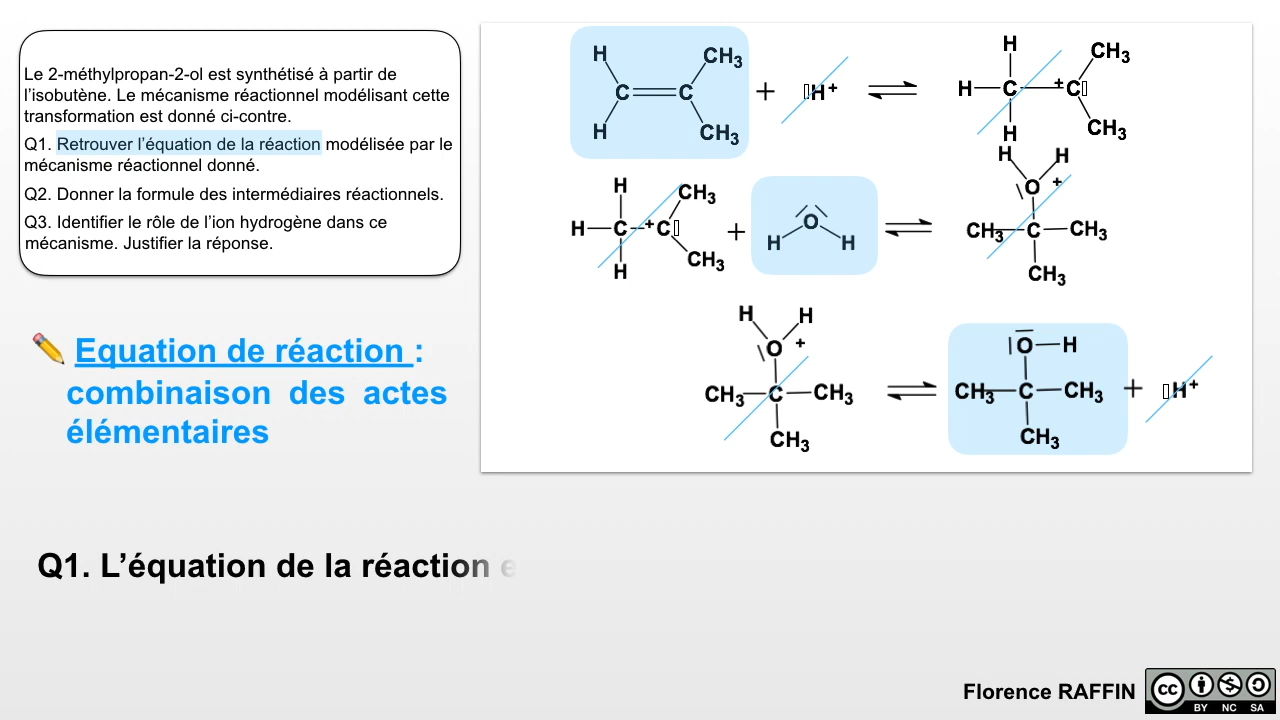 Le 2-méthylpropan-2-ol est synthétisé à partir de
l’isobutène. Le mécanisme réactionnel modélisant cette
transformation est donné ci-contre.
Q1. Retrouver l’équation de la réaction modélisée par le
mécanisme réactionnel donné.
Q2. Donner la formule des intermédiaires réactionnels.
Q3. Identifier le rôle de l’ion hydrogène dans ce
mécanisme. Justifier la réponse.
H CH₃ H CH₃
C C + H⁺ ⇌ H C ⁺C
H CH₃ H CH₃
H CH₃ H H
H C ⁺C + O ⇌ O ⁺
H CH₃ H H CH₃ C CH₃
CH₃
H H
O ⁺ O H
CH₃ C CH₃ ⇌ CH₃ C CH₃ + H⁺
CH₃ CH₃
✏️ Equation de réaction :
combinaison des actes
élémentaires
Q1. L’équation de la réaction e
Florence RAFFIN
cc
BY NC SA